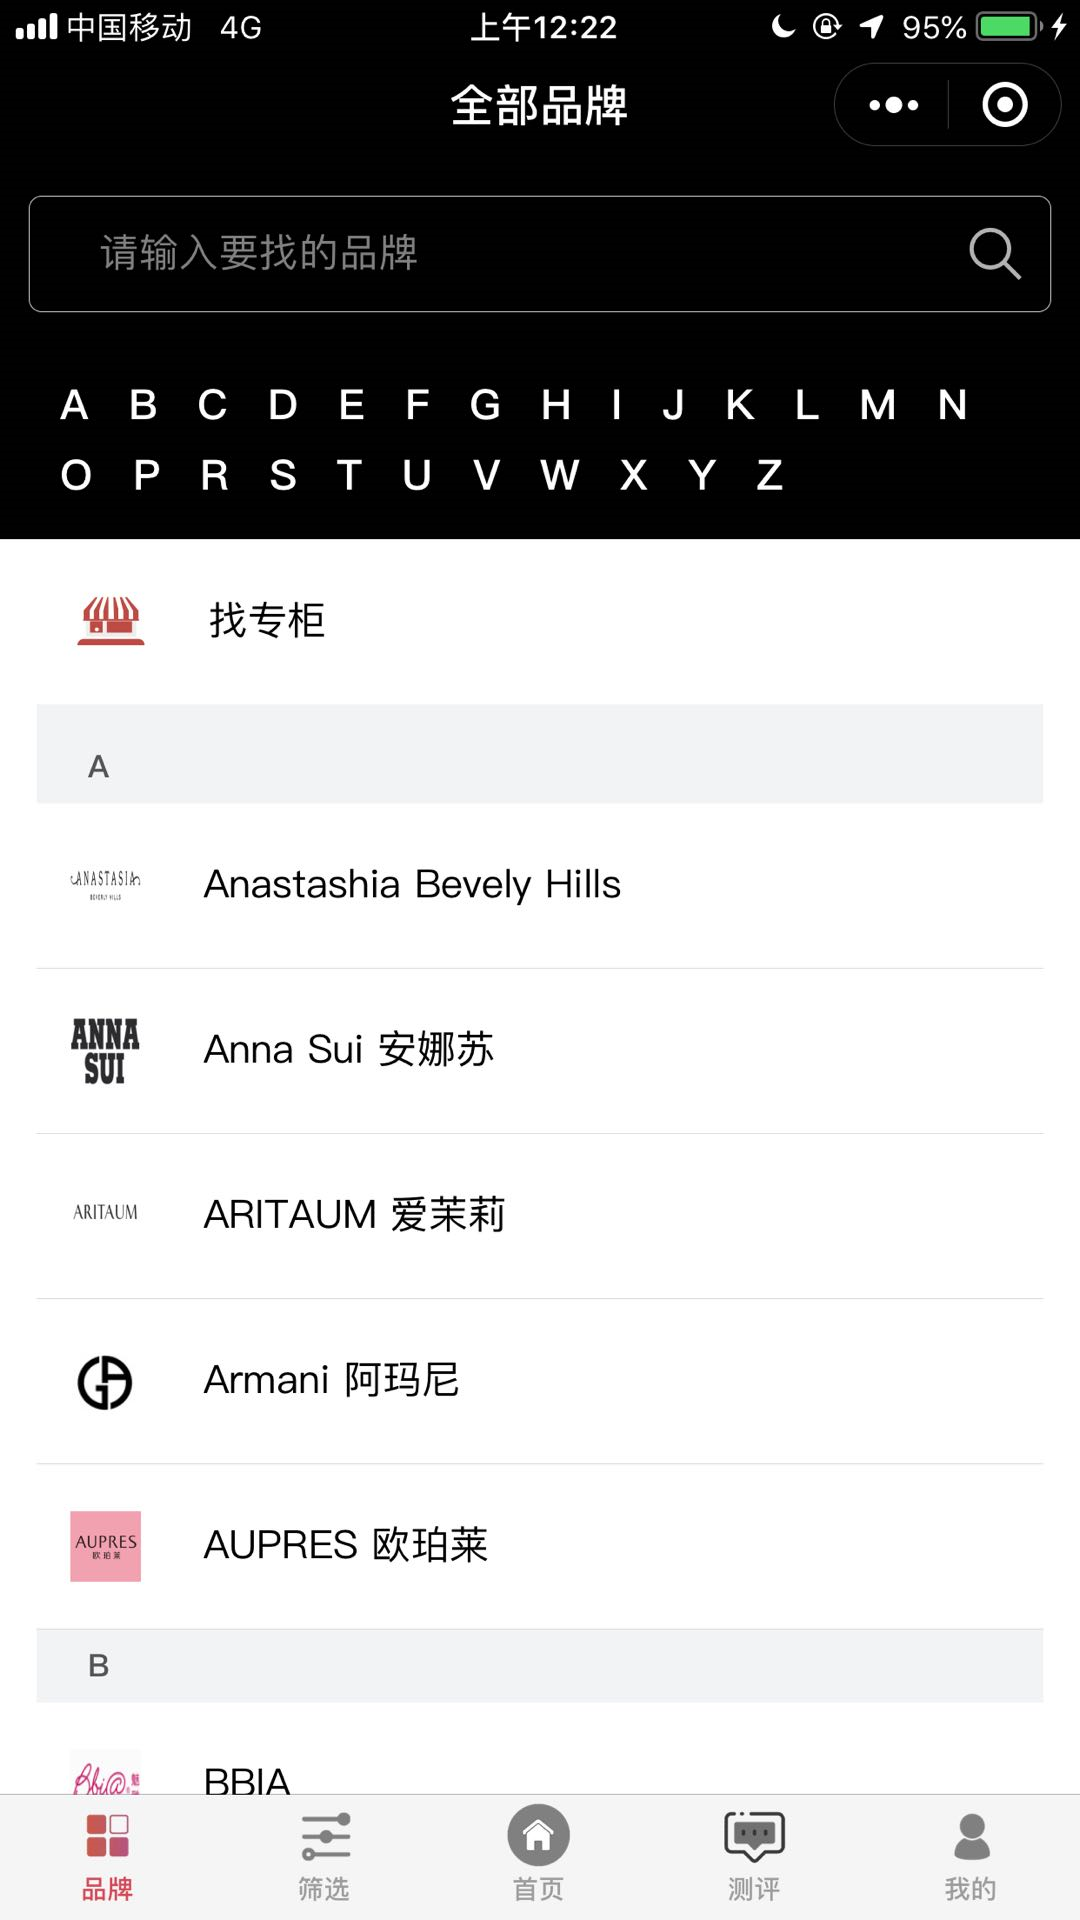 中国移动 4G 上午12:22 95%
全部品牌
请输入要找的品牌
A B C D E F G H I J K L M N
O P R S T U V W X Y Z
找专柜
A
ANASTASIA
BEVERLY HILLS
Anastashia Bevely Hills
ANNA
SUI
Anna Sui 安娜苏
ARITAUM
ARITAUM 爱茉莉
GA
Armani 阿玛尼
AUPRES
欧珀莱
AUPRES 欧珀莱
B
Bbi@
BBIA
品牌 筛选 首页 测评 我的